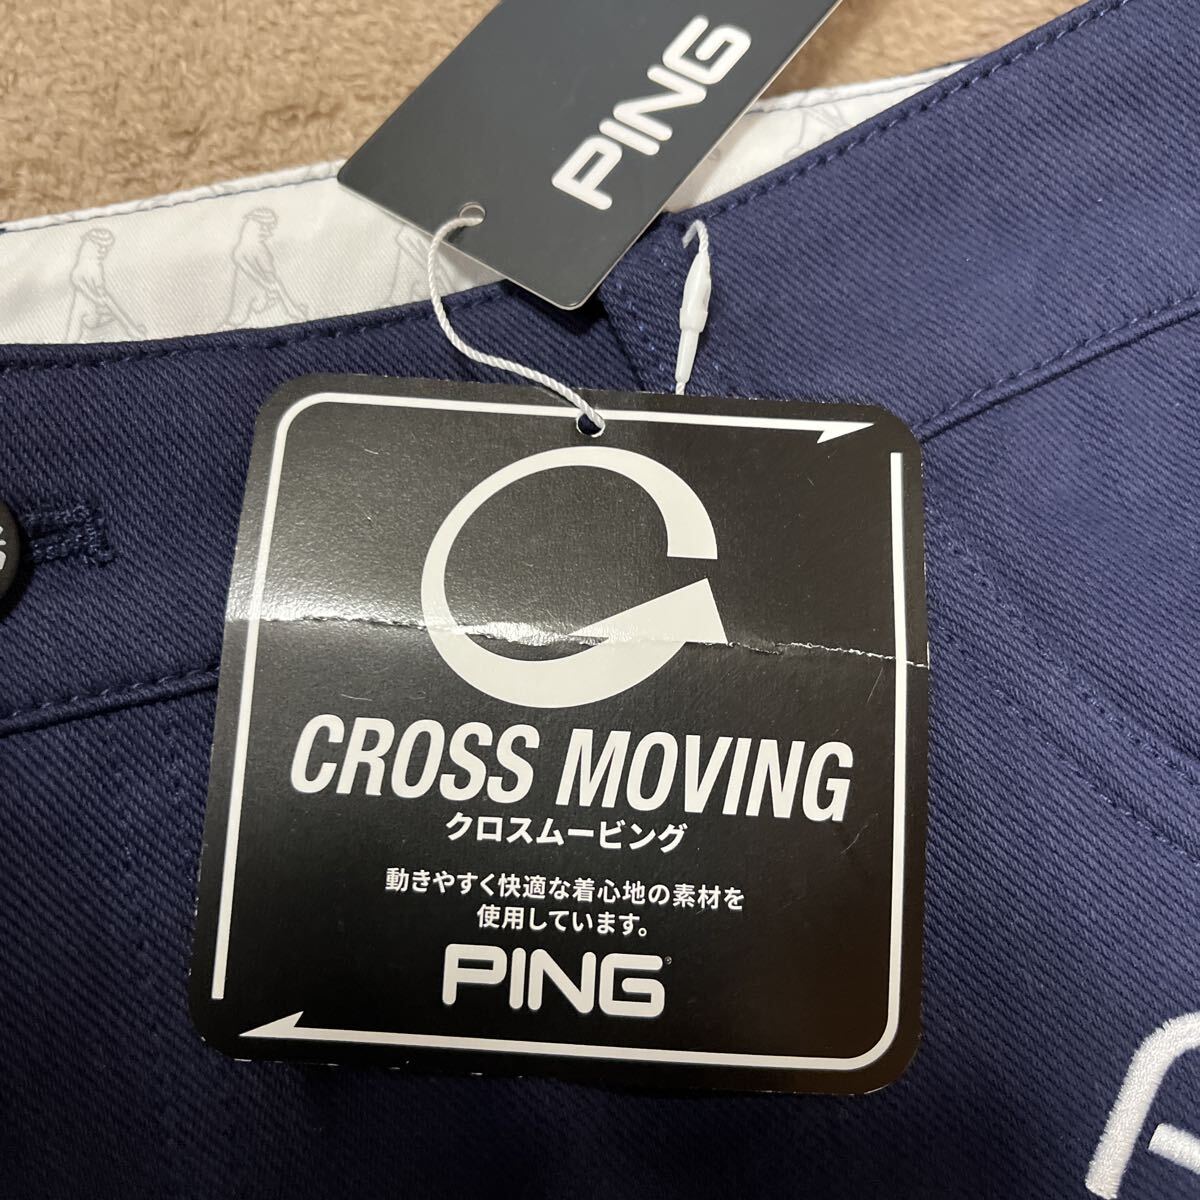 PING
CROSS MOVING
クロスムービング
動きやすく快適な着心地の素材を
使用しています。
PING